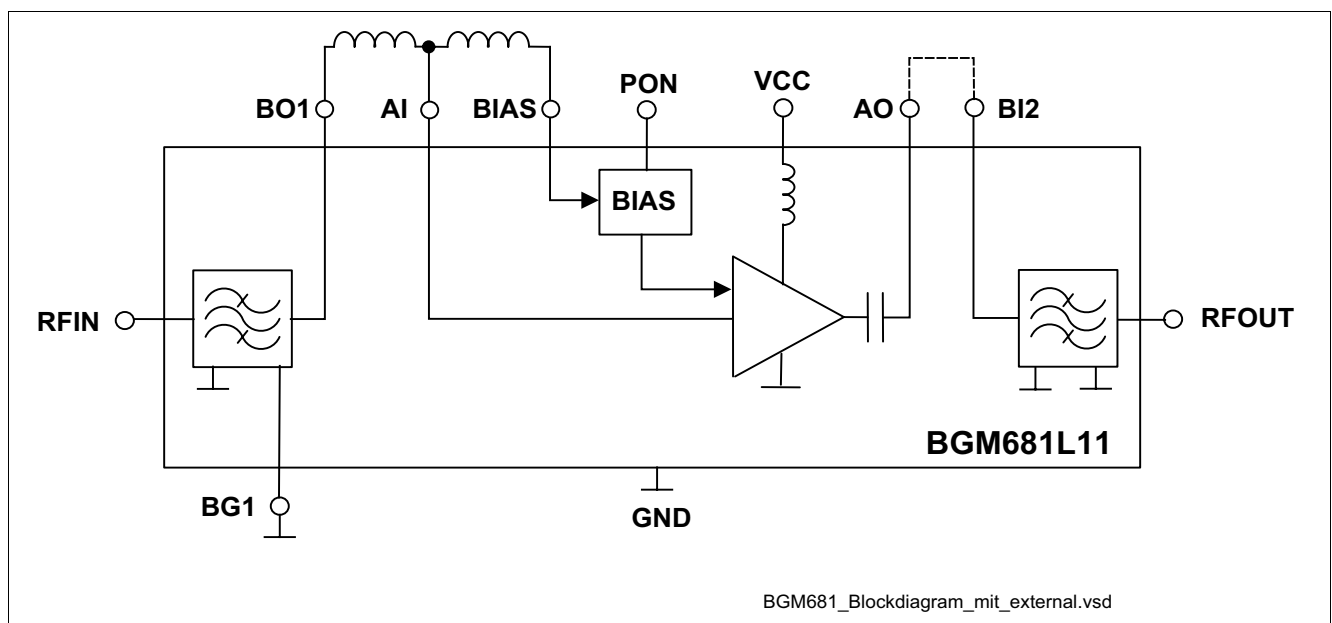 BO1
AI
BIAS
PON
VCC
AO
BI2
BIAS
RFIN
RFOUT
BGM681L11
BG1
GND
BGM681_Blockdiagram_mit_external.vsd